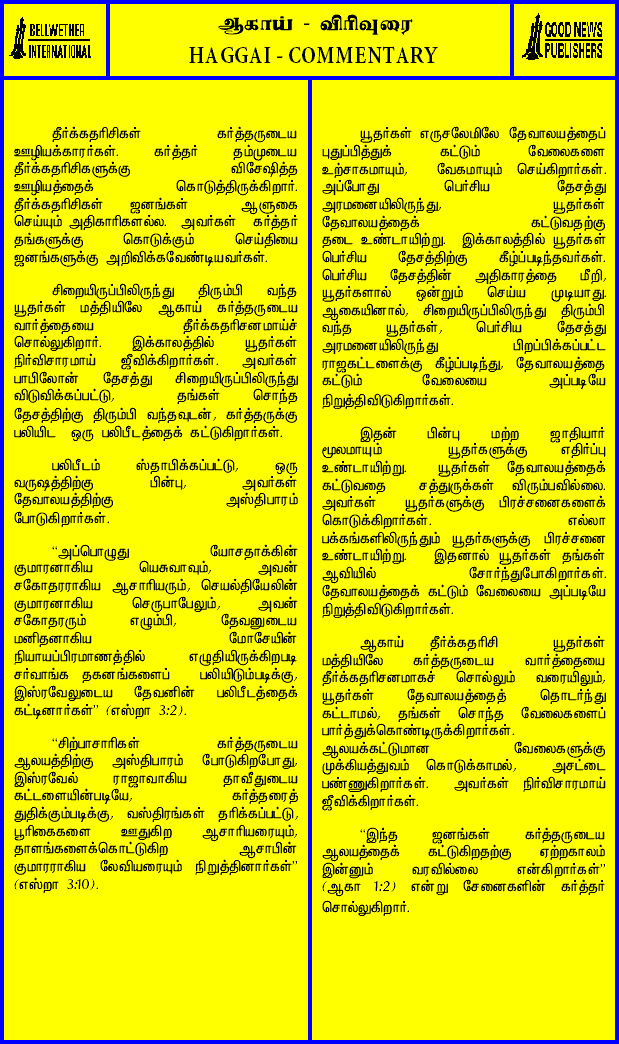 BELLWETHER
INTERNATIONAL
ஆகாய் - விரிவுரை
HAGGAI - COMMENTARY
GOOD NEWS
PUBLISHERS
தீர்க்கதரிசிகள் கர்த்தருடைய
ஊழியக்காரர்கள். கர்த்தர் தம்முடைய
தீர்க்கதரிசிகளுக்கு விசேஷித்த
ஊழியத்தைக் கொடுத்திருக்கிறார்.
தீர்க்கதரிசிகள் ஜனங்கள் ஆளுகை
செய்யும் அதிகாரிகளல்ல. அவர்கள் கர்த்தர்
தங்களுக்கு கொடுக்கும் செய்தியை
ஜனங்களுக்கு அறிவிக்கவேண்டியவர்கள்.
சிறையிருப்பிலிருந்து திரும்பி வந்த
யூதர்கள் மத்தியிலே ஆகாய் கர்த்தருடைய
வார்த்தையை தீர்க்கதரிசனமாய்ச்
சொல்லுகிறார். இக்காலத்தில் யூதர்கள்
நிர்விசாரமாய் ஜீவிக்கிறார்கள். அவர்கள்
பாபிலோன் தேசத்து சிறையிருப்பிலிருந்து
விடுவிக்கப்பட்டு, தங்கள் சொந்த
தேசத்திற்கு திரும்பி வந்தவுடன், கர்த்தருக்கு
பலியிட ஒரு பலிபீடத்தைக் கட்டுகிறார்கள்.
பலிபீடம் ஸ்தாபிக்கப்பட்டு, ஒரு
வருஷத்திற்கு பின்பு, அவர்கள்
தேவாலயத்திற்கு அஸ்திபாரம்
போடுகிறார்கள்.
“அப்பொழுது யோசதாக்கின்
குமாரனாகிய யெசுவாவும், அவன்
சகோதரராகிய ஆசாரியரும், செயல்தியேலின்
குமாரனாகிய செருபாபேலும், அவன்
சகோதரரும் எழும்பி, தேவனுடைய
மனிதனாகிய மோசேயின்
நியாயப்பிரமாணத்தில் எழுதியிருக்கிறபடி
சர்வாங்க தகனங்களைப் பலியிடும்படிக்கு,
இஸ்ரவேலுடைய தேவனின் பலிபீடத்தைக்
கட்டினார்கள்” (எஸ்றா 3:2).
“சிற்பாசாரிகள் கர்த்தருடைய
ஆலயத்திற்கு அஸ்திபாரம் போடுகிறபோது,
இஸ்ரவேல் ராஜாவாகிய தாவீதுடைய
கட்டளையின்படியே, கர்த்தரைத்
துதிக்கும்படிக்கு, வஸ்திரங்கள் தரிக்கப்பட்டு,
பூரிகைகளை ஊதுகிற ஆசாரியரையும்,
தாளங்களைக்கொட்டுகிற ஆசாபின்
குமாரராகிய லேவியரையும் நிறுத்தினார்கள்”
(எஸ்றா 3:10).
யூதர்கள் எருசலேமிலே தேவாலயத்தைப்
புதுப்பித்துக் கட்டும் வேலைகளை
உற்சாகமாயும், வேகமாயும் செய்கிறார்கள்.
அப்போது பெர்சிய தேசத்து
அரமனையிலிருந்து, யூதர்கள்
தேவாலயத்தைக் கட்டுவதற்கு
தடை உண்டாயிற்று. இக்காலத்தில் யூதர்கள்
பெர்சிய தேசத்திற்கு கீழ்ப்படிந்தவர்கள்.
பெர்சிய தேசத்தின் அதிகாரத்தை மீறி,
யூதர்களால் ஒன்றும் செய்ய முடியாது.
ஆகையினால், சிறையிருப்பிலிருந்து திரும்பி
வந்த யூதர்கள், பெர்சிய தேசத்து
அரமனையிலிருந்து பிறப்பிக்கப்பட்ட
ராஜகட்டளைக்கு கீழ்ப்படிந்து, தேவாலயத்தை
கட்டும் வேலையை அப்படியே
நிறுத்திவிடுகிறார்கள்.
இதன் பின்பு மற்ற ஜாதியார்
மூலமாயும் யூதர்களுக்கு எதிர்ப்பு
உண்டாயிற்று. யூதர்கள் தேவாலயத்தைக்
கட்டுவதை சத்துருக்கள் விரும்பவில்லை.
அவர்கள் யூதர்களுக்கு பிரச்சனைகளைக்
கொடுக்கிறார்கள். எல்லா
பக்கங்களிலிருந்தும் யூதர்களுக்கு பிரச்சனை
உண்டாயிற்று. இதனால் யூதர்கள் தங்கள்
ஆவியில் சோர்ந்துபோகிறார்கள்.
தேவாலயத்தைக் கட்டும் வேலையை அப்படியே
நிறுத்திவிடுகிறார்கள்.
ஆகாய் தீர்க்கதரிசி யூதர்கள்
மத்தியிலே கர்த்தருடைய வார்த்தையை
தீர்க்கதரிசனமாகச் சொல்லும் வரையிலும்,
யூதர்கள் தேவாலயத்தைத் தொடர்ந்து
கட்டாமல், தங்கள் சொந்த வேலைகளைப்
பார்த்துக்கொண்டிருக்கிறார்கள்.
ஆலயக்கட்டுமான வேலைகளுக்கு
முக்கியத்துவம் கொடுக்காமல், அசட்டை
பண்ணுகிறார்கள். அவர்கள் நிர்விசாரமாய்
ஜீவிக்கிறார்கள்.
“இந்த ஜனங்கள் கர்த்தருடைய
ஆலயத்தைக் கட்டுகிறதற்கு ஏற்றகாலம்
இன்னும் வரவில்லை என்கிறார்கள்”
(ஆகா 1:2) என்று சேனைகளின் கர்த்தர்
சொல்லுகிறார்.